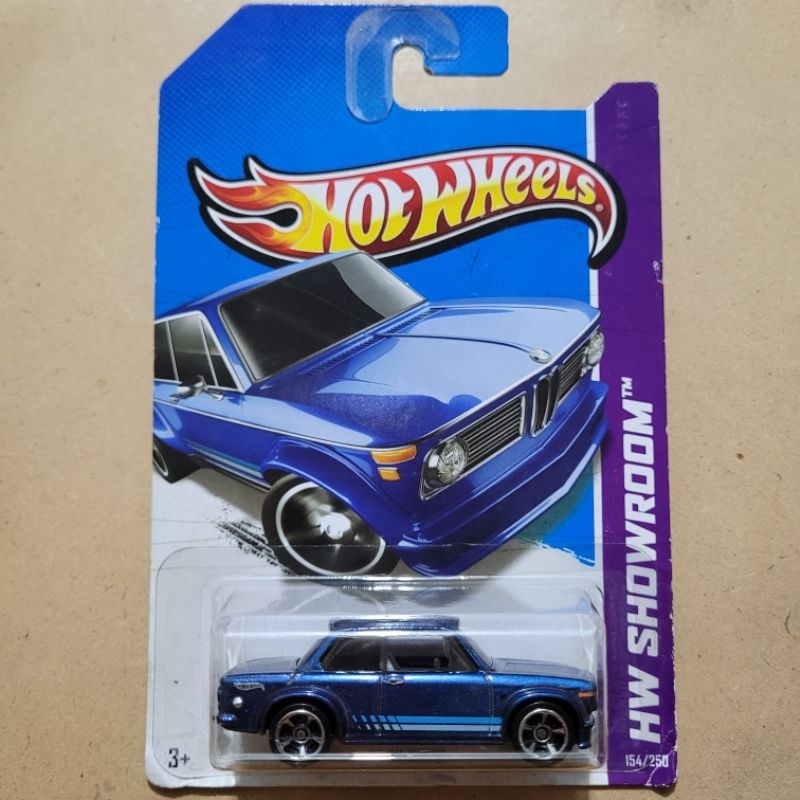 HOT WHEELS®
HW SHOWROOM™
3+
154/250